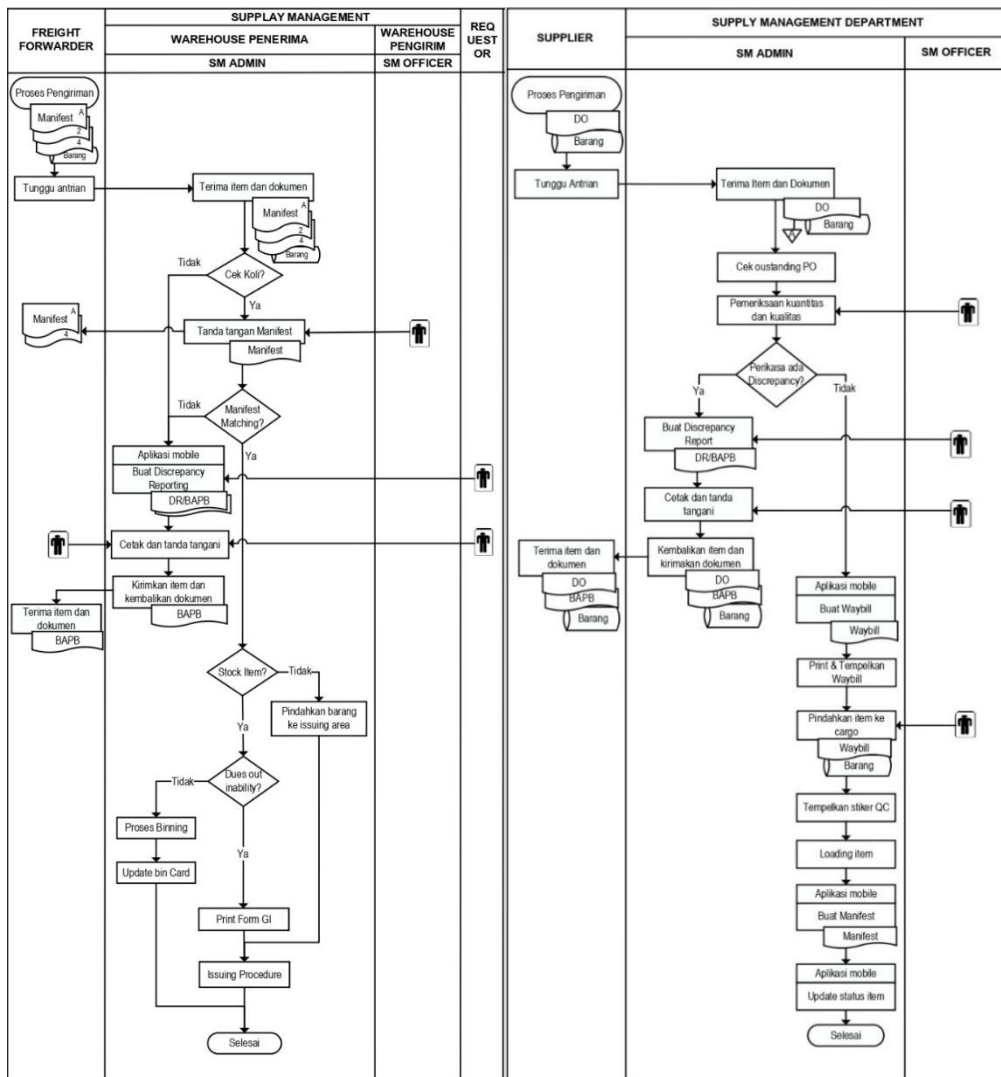 FREIGHT
FORWARDER
SUPPLAY MANAGEMENT
WAREHOUSE PENERIMA
WAREHOUSE
PENGIRIM
REQ
UEST
OR
SM ADMIN
SM OFFICER
Proses Pengiriman
Manifest
A
2
4
Barang
Tunggu antrian
Terima item dan dokumen
Manifest
A
2
4
Barang
Tidak
Cek Koli?
Ya
Manifest
A
4
Tanda tangan Manifest
Manifest
Tidak
Manifest
Matching?
Ya
Aplikasi mobile
Buat Discrepancy
Reporting
DR/BAPB
Cetak dan tanda tangani
Kirimkan item dan
kembalikan dokumen
BAPB
Terima item dan
dokumen
BAPB
Stock Item?
Tidak
Ya
Pindahkan barang
ke issuing area
Dues out
inability?
Tidak
Ya
Proses Binning
Update bin Card
Print Form GI
Issuing Procedure
Selesai
SUPPLIER
SUPPLY MANAGEMENT DEPARTMENT
SM ADMIN
SM OFFICER
Proses Pengiriman
DO
Barang
Tunggu Antrian
Terima Item dan Dokumen
DO
Barang
A
Cek oustanding PO
Pemeriksaan kuantitas
dan kualitas
Perikasa ada
Discrepancy?
Ya
Tidak
Buat Discrepancy
Report
DR/BAPB
Cetak dan tanda
tangani
Kembalikan item dan
kirimakan dokumen
DO
BAPB
Barang
Terima item dan
dokumen
DO
BAPB
Barang
Aplikasi mobile
Buat Waybill
Waybill
Print & Tempelkan
Waybill
Pindahkan item ke
cargo
Waybill
Barang
Tempelkan stiker QC
Loading item
Aplikasi mobile
Buat Manifest
Manifest
Aplikasi mobile
Update status item
Selesai